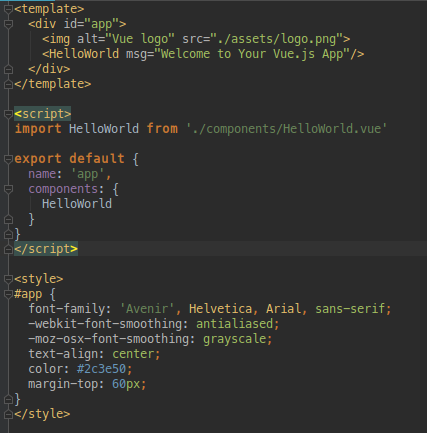 <template>
  <div id="app">
    <img alt="Vue logo" src="./assets/logo.png">
    <HelloWorld msg="Welcome to Your Vue.js App"/>
  </div>
</template>

<script>
import HelloWorld from './components/HelloWorld.vue'

export default {
  name: 'app',
  components: {
    HelloWorld
  }
}
</script>

<style>
#app {
  font-family: 'Avenir', Helvetica, Arial, sans-serif;
  -webkit-font-smoothing: antialiased;
  -moz-osx-font-smoothing: grayscale;
  text-align: center;
  color: #2c3e50;
  margin-top: 60px;
}
</style>